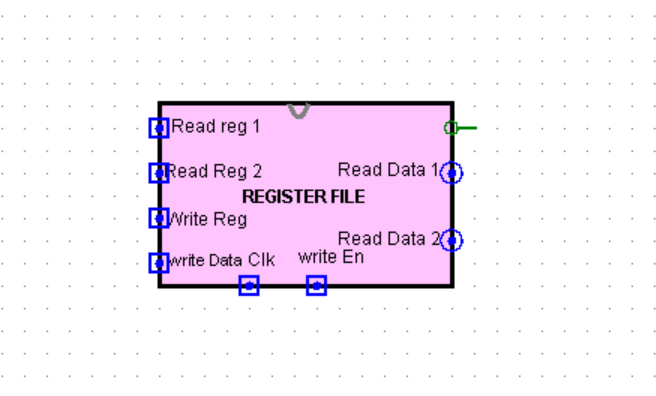 Read reg 1
Read Reg 2
Read Data 1
REGISTER FILE
Write Reg
Read Data 2
write Data
Clk
write En